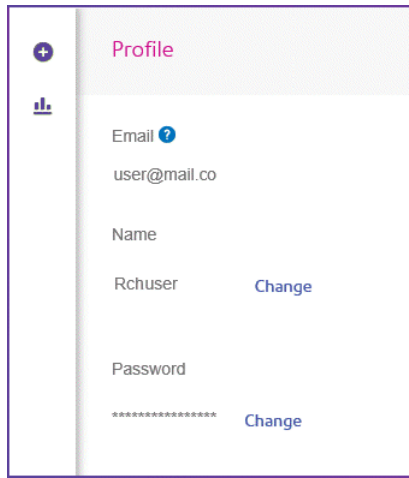 Profile
Email ?
user@mail.co
Name
Rchuser Change
Password
**************** Change